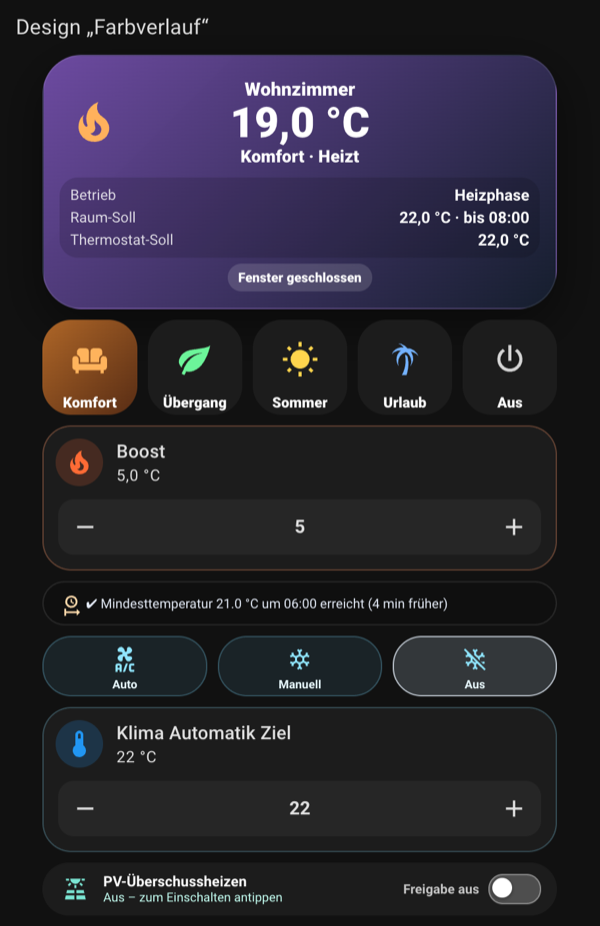 Design „Farbverlauf“
Wohnzimmer
19,0 °C
Komfort · Heizt
Betrieb Heizphase
Raum-Soll 22,0 °C · bis 08:00
Thermostat-Soll 22,0 °C
Fenster geschlossen
Komfort Übergang Sommer Urlaub Aus
Boost
5,0 °C
− 5 +
✔ Mindesttemperatur 21.0 °C um 06:00 erreicht (4 min früher)
A/C
Auto Manuell Aus
Klima Automatik Ziel
22 °C
− 22 +
PV-Überschussheizen
Aus – zum Einschalten antippen
Freigabe aus